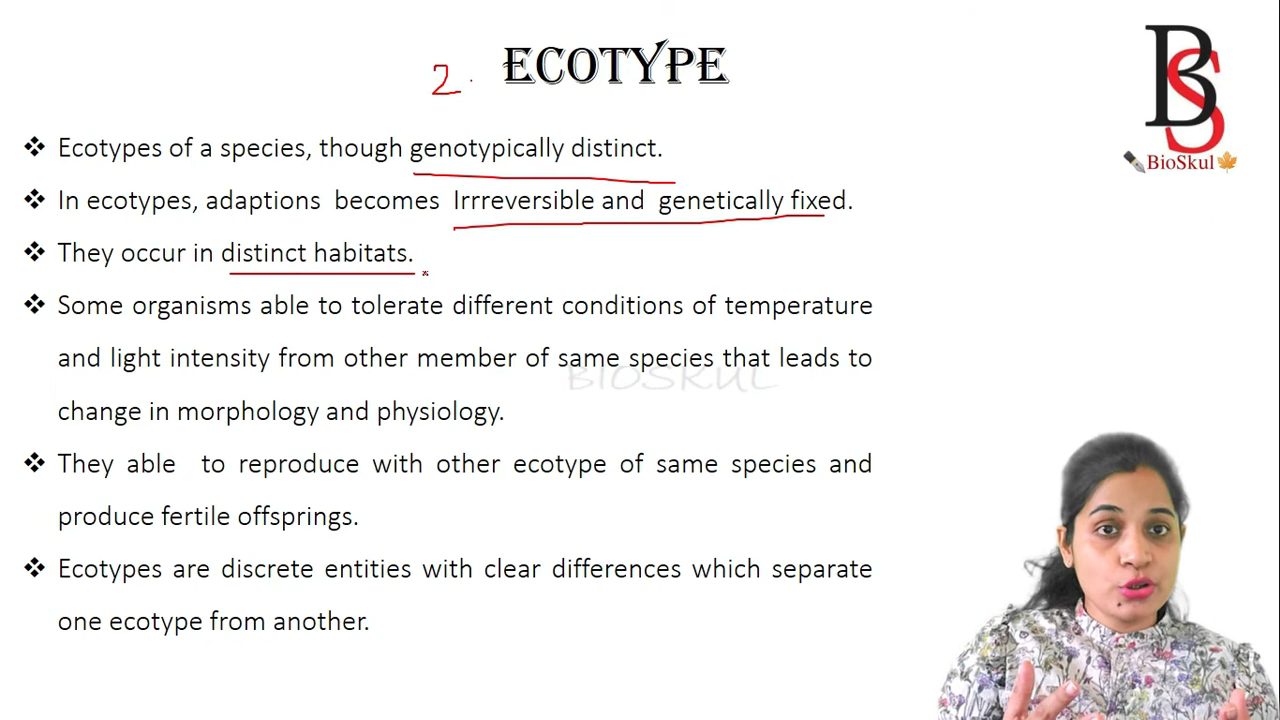 2. ECOTYPE
BS
BioSkul
❖ Ecotypes of a species, though genotypically distinct.
❖ In ecotypes, adaptions becomes Irrreversible and genetically fixed.
❖ They occur in distinct habitats.
❖ Some organisms able to tolerate different conditions of temperature
and light intensity from other member of same species that leads to
BIOSKUL
change in morphology and physiology.
❖ They able to reproduce with other ecotype of same species and
produce fertile offsprings.
❖ Ecotypes are discrete entities with clear differences which separate
one ecotype from another.